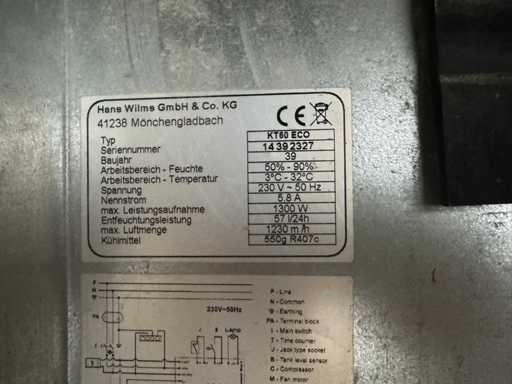 Hans Wilms GmbH & Co. KG
41238 Mönchengladbach
CE
Typ KT60 ECO
Seriennummer 14392327
Baujahr 39
Arbeitsbereich - Feuchte 50% - 90%
Arbeitsbereich - Temperatur 3°C - 32°C
Spannung 230 V ~ 50 Hz
Nennstrom 5,8 A
max. Leistungsaufnahme 1300 W
Entfeuchtungsleistung 57 l/24h
max. Luftmenge 1230 m³/h
Kühlmittel 550g R407c
230V~50Hz
P - Line
N - Common
- Earthing
PA - Terminal block
I - Main switch
T - Time counter
J - Jack type socket
B - Tank level sensor
C - Compressor
M - Fan motor